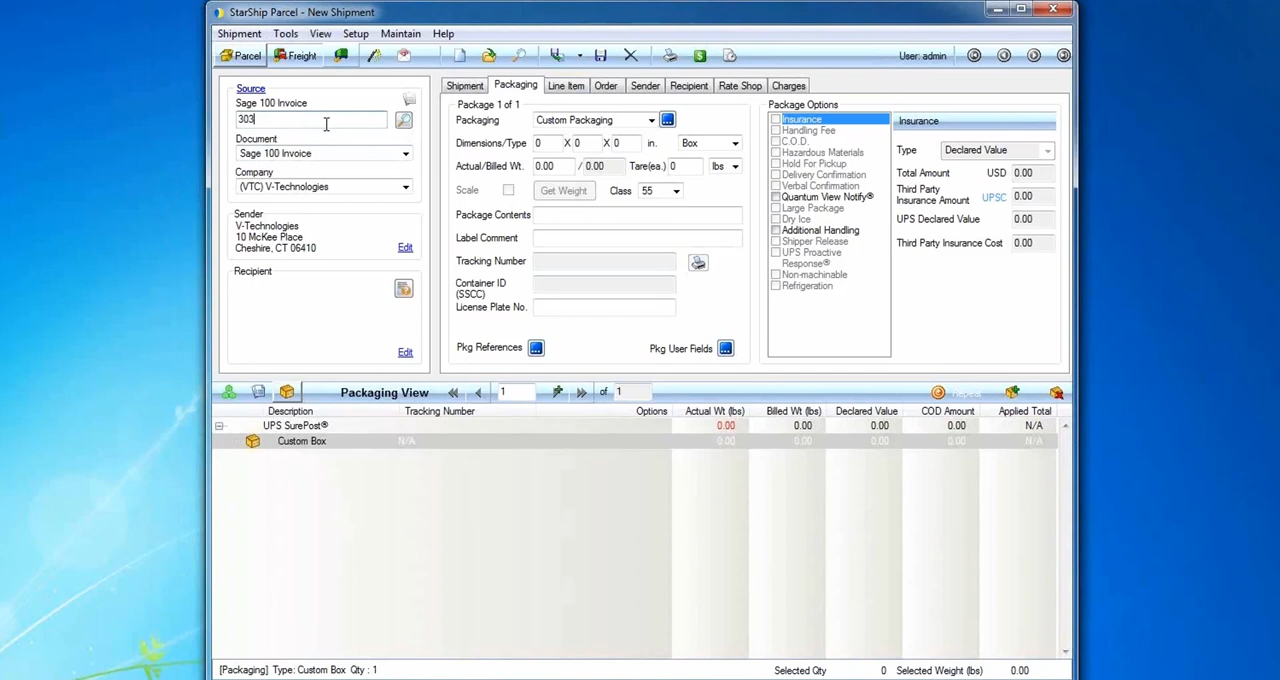 StarShip Parcel - New Shipment
Shipment Tools View Setup Maintain Help
Parcel Freight User: admin
Source
Sage 100 Invoice
303
Document
Sage 100 Invoice
Company
(VTC) V-Technologies
Sender
V-Technologies
10 McKee Place
Cheshire, CT 06410
Edit
Recipient
Edit
Shipment Packaging Line Item Order Sender Recipient Rate Shop Charges
Package 1 of 1
Packaging Custom Packaging
Dimensions/Type 0 X 0 X 0 in. Box
Actual/Billed Wt. 0.00 / 0.00 Tare(ea.) 0 lbs
Scale Get Weight Class 55
Package Contents
Label Comment
Tracking Number
Container ID
(SSCC)
License Plate No.
Pkg References Pkg User Fields
Package Options
Insurance
Handling Fee
C.O.D.
Hazardous Materials
Hold For Pickup
Delivery Confirmation
Verbal Confirmation
Quantum View Notify®
Large Package
Dry Ice
Additional Handling
Shipper Release
UPS Proactive
Response®
Non-machinable
Refrigeration
Insurance
Type Declared Value
Total Amount USD 0.00
Third Party
Insurance Amount UPSC 0.00
UPS Declared Value 0.00
Third Party Insurance Cost 0.00
Packaging View 1 of 1 Repeat
Description Tracking Number Options Actual Wt (lbs) Billed Wt (lbs) Declared Value COD Amount Applied Total
UPS SurePost® 0.00 0.00 0.00 0.00 N/A
Custom Box N/A 0.00 0.00 0.00 0.00 N/A
[Packaging] Type: Custom Box Qty : 1 Selected Qty 0 Selected Weight (lbs) 0.00